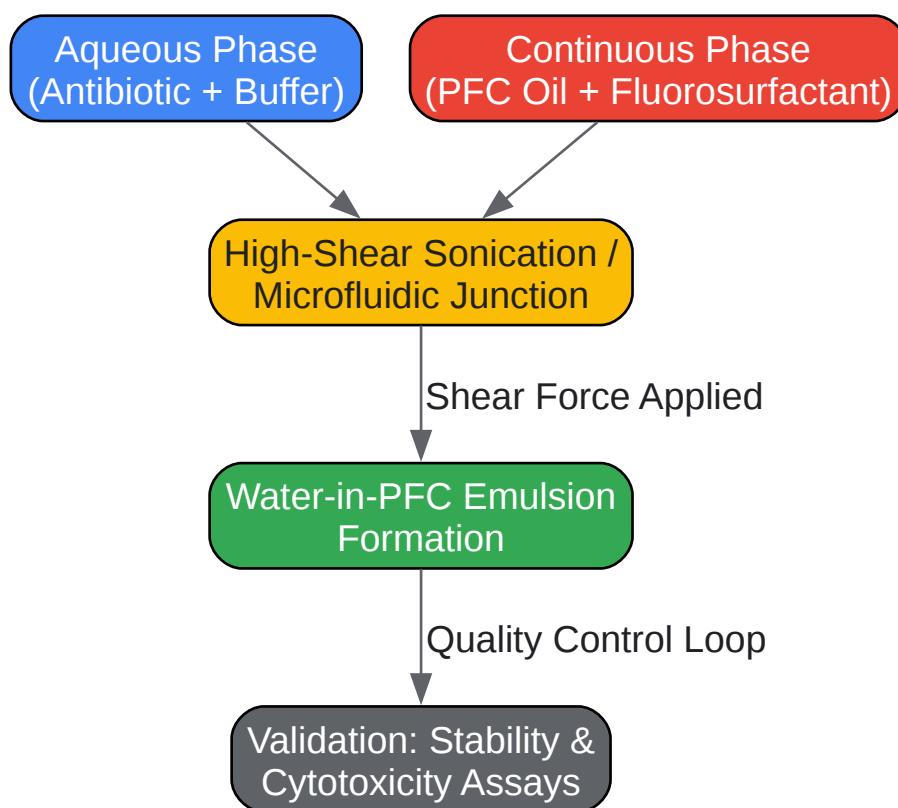 Aqueous Phase
(Antibiotic + Buffer)
Continuous Phase
(PFC Oil + Fluorosurfactant)
High-Shear Sonication /
Microfluidic Junction
Shear Force Applied
Water-in-PFC Emulsion
Formation
Quality Control Loop
Validation: Stability &
Cytotoxicity Assays